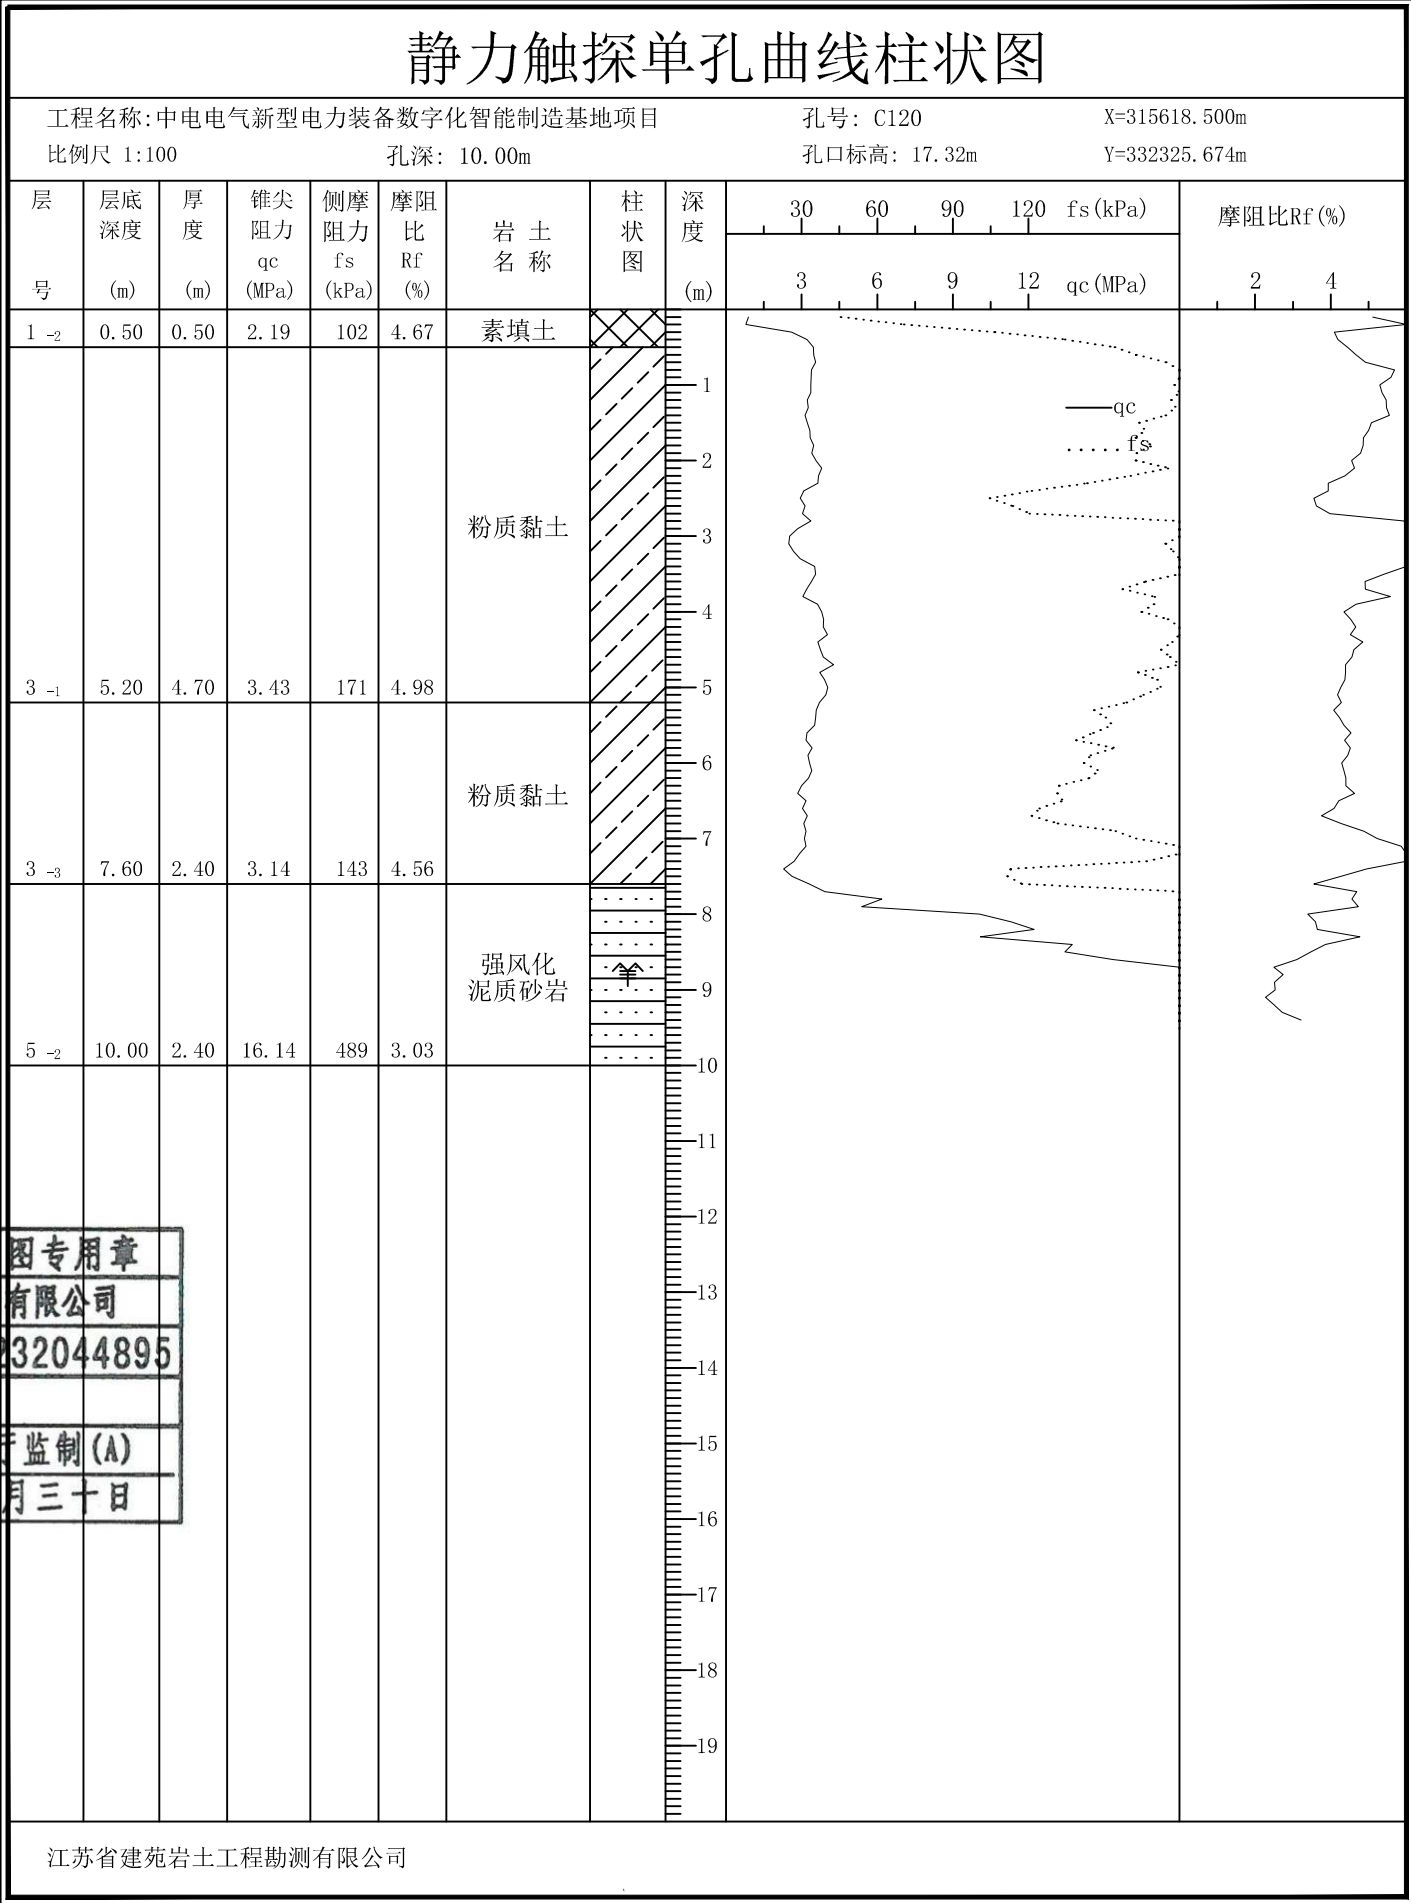 静力触探单孔曲线柱状图
工程名称:中电电气新型电力装备数字化智能制造基地项目 孔号: C120 X=315618.500m
比例尺 1:100 孔深: 10.00m 孔口标高: 17.32m Y=332325.674m
层号 层底深度(m) 厚度(m) 锥尖阻力qc(MPa) 侧摩阻力fs(kPa) 摩阻比Rf(%) 岩土名称 柱状图 深度(m)
30 60 90 120 fs(kPa)
3 6 9 12 qc(MPa)
摩阻比Rf(%)
2 4
1-2 0.50 0.50 2.19 102 4.67 素填土
3-1 5.20 4.70 3.43 171 4.98 粉质黏土
3-3 7.60 2.40 3.14 143 4.56 粉质黏土
5-2 10.00 2.40 16.14 489 3.03 强风化
泥质砂岩
1
2
3
4
5
6
7
8
9
10
11
12
13
14
15
16
17
18
19
qc
fs
图专用章
有限公司
232044895
监制(A)
月三十日
江苏省建苑岩土工程勘测有限公司